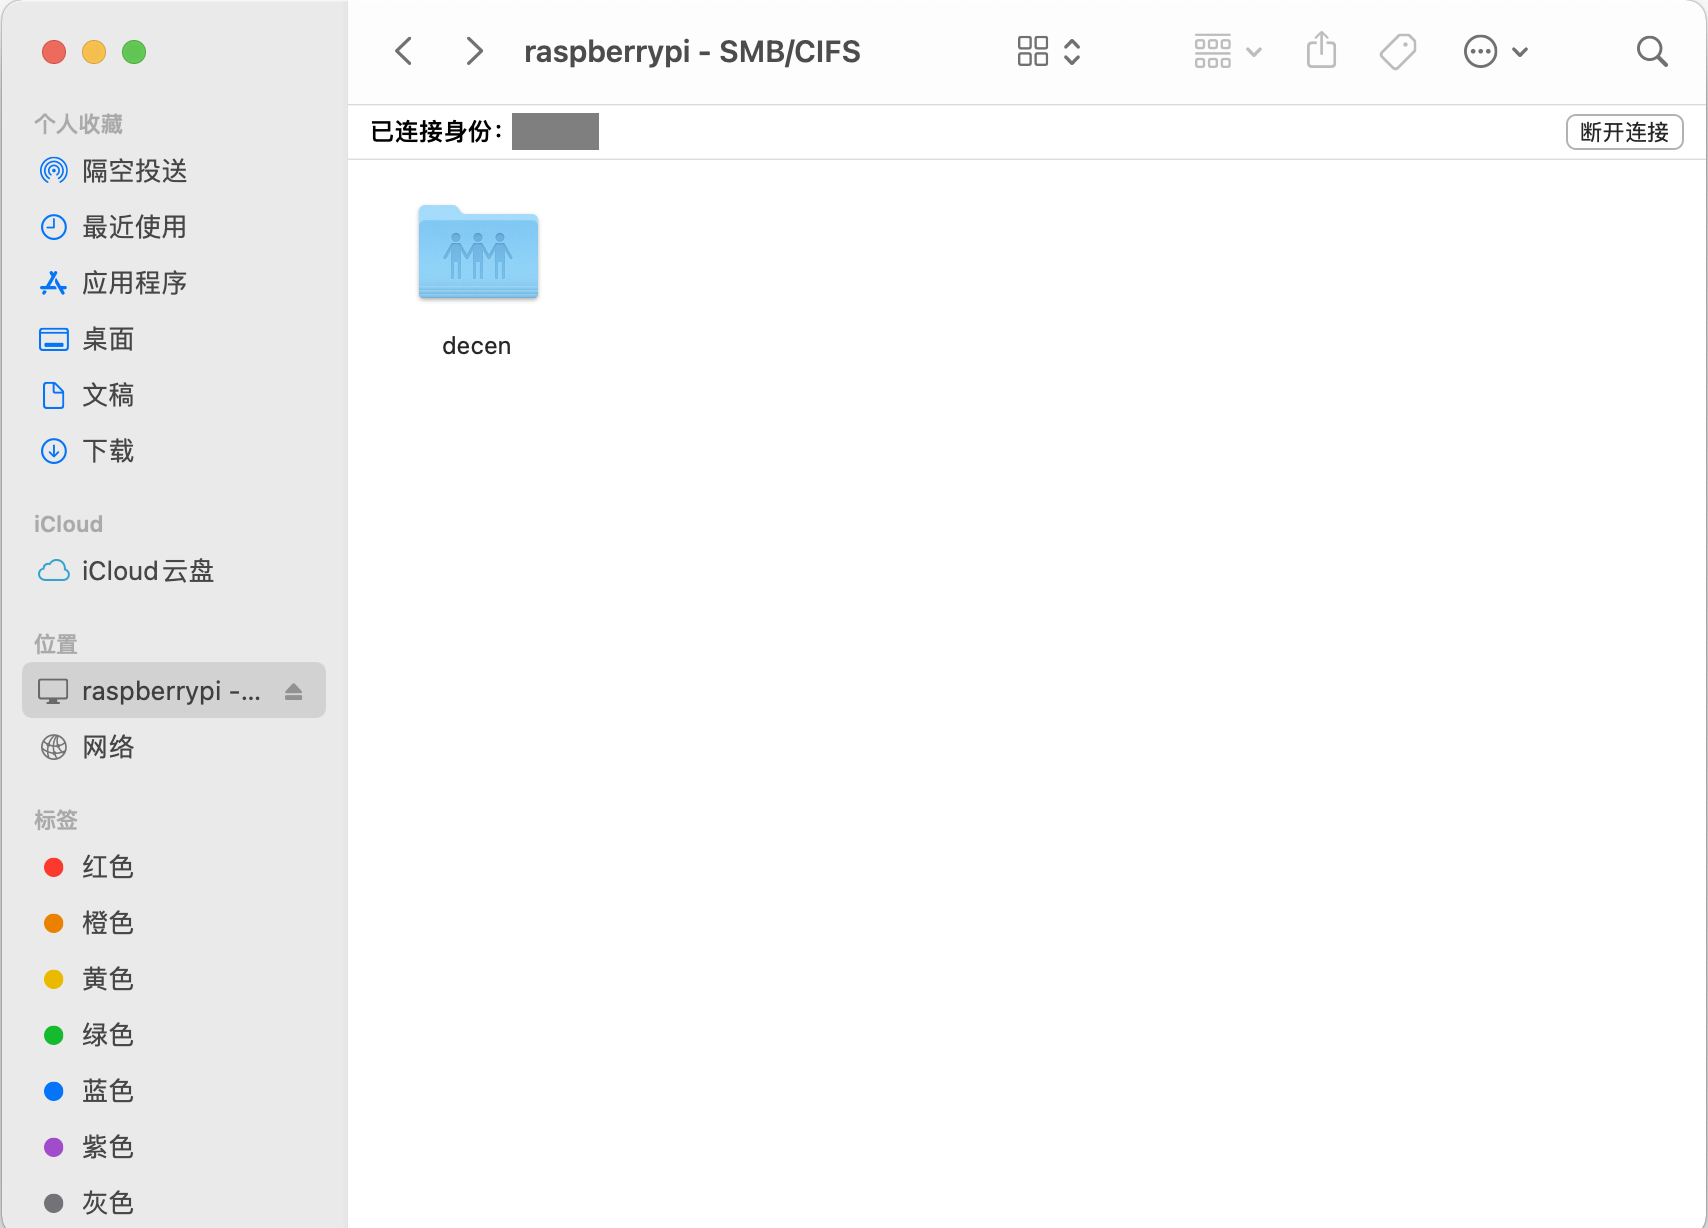 raspberrypi - SMB/CIFS
已连接身份：
断开连接
个人收藏
隔空投送
最近使用
应用程序
桌面
文稿
下载
iCloud
iCloud云盘
位置
raspberrypi -...
网络
标签
红色
橙色
黄色
绿色
蓝色
紫色
灰色
decen